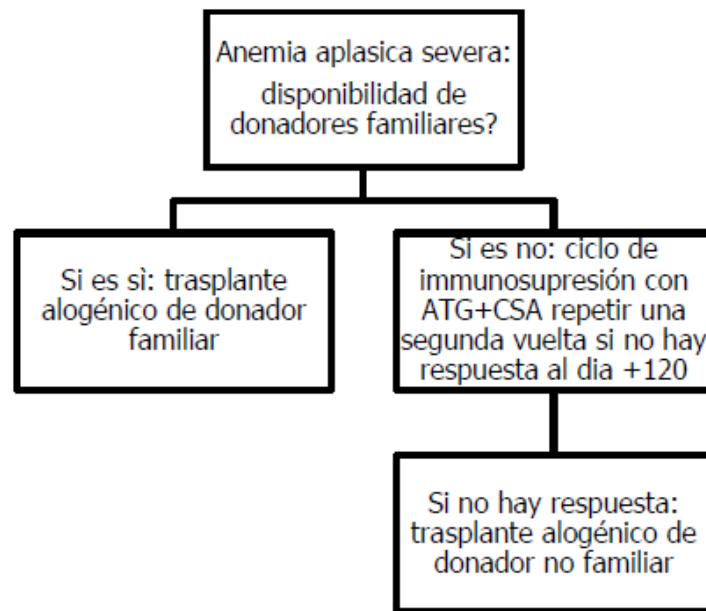 Anemia aplasica severa:
disponibilidad de
donadores familiares?
Si es sì: trasplante
alogénico de donador
familiar
Si es no: ciclo de
immunosupresión con
ATG+CSA repetir una
segunda vuelta si no hay
respuesta al dia +120
Si no hay respuesta:
trasplante alogénico de
donador no familiar